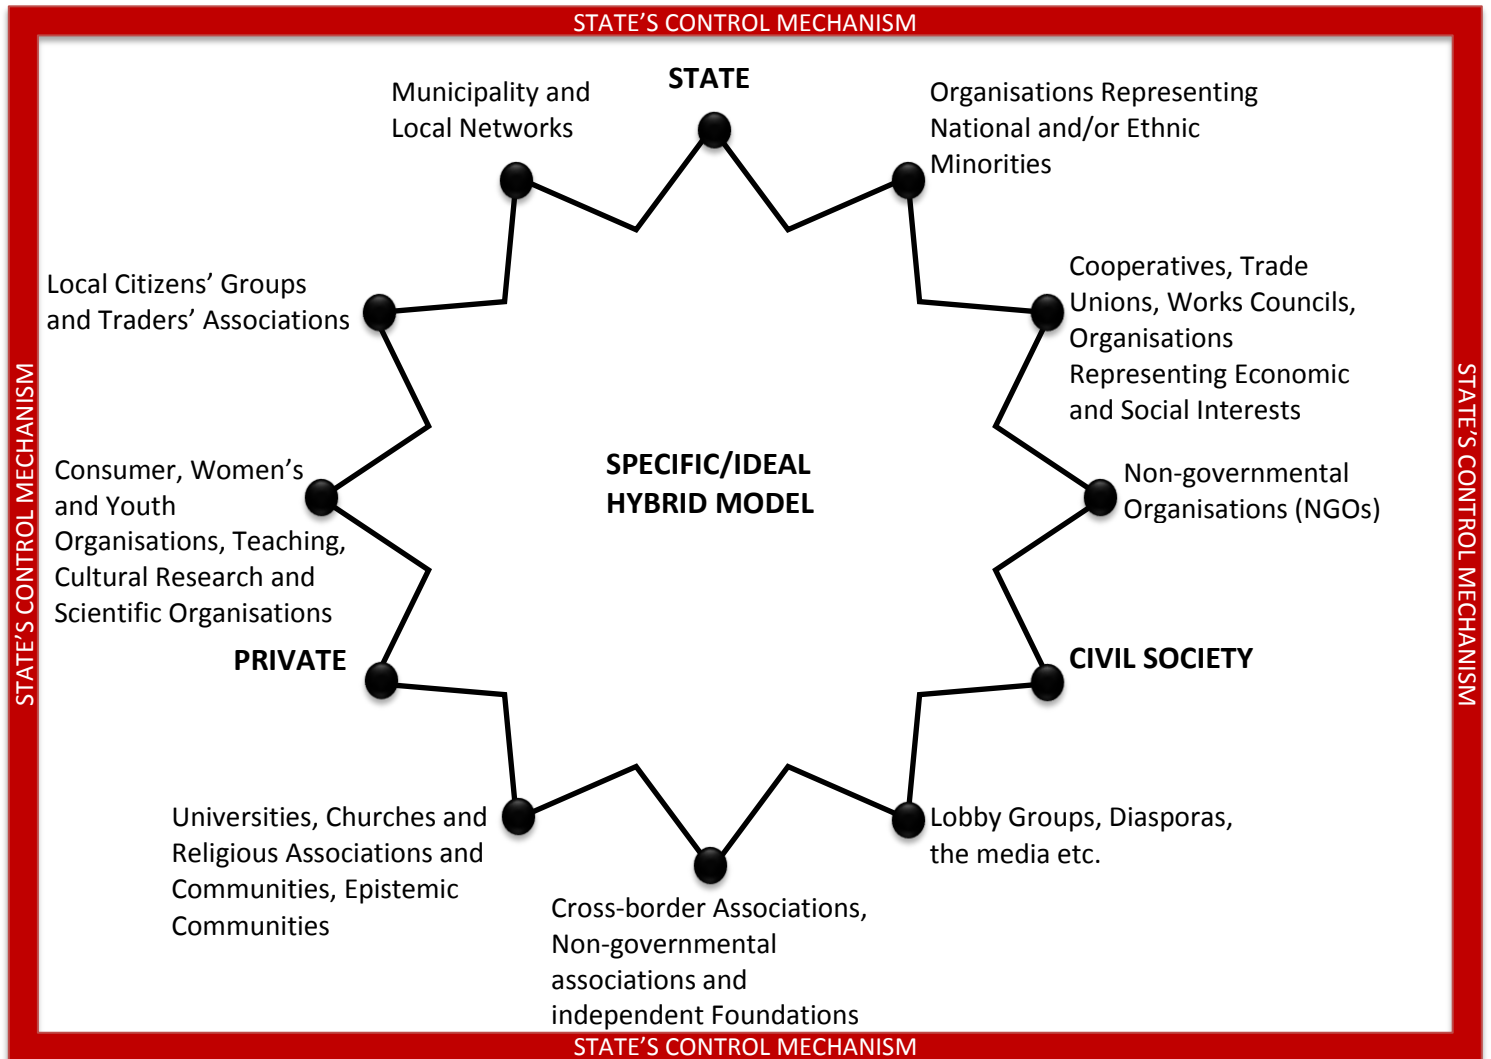 STATE’S CONTROL MECHANISM
STATE
Municipality and
Local Networks
Organisations Representing
National and/or Ethnic
Minorities
Local Citizens’ Groups
and Traders’ Associations
Cooperatives, Trade
Unions, Works Councils,
Organisations
Representing Economic
and Social Interests
STATE’S CONTROL MECHANISM
STATE’S CONTROL MECHANISM
Consumer, Women’s
and Youth
Organisations, Teaching,
Cultural Research and
Scientific Organisations
SPECIFIC/IDEAL
HYBRID MODEL
Non-governmental
Organisations (NGOs)
PRIVATE
CIVIL SOCIETY
Universities, Churches and
Religious Associations and
Communities, Epistemic
Communities
Lobby Groups, Diasporas,
the media etc.
Cross-border Associations,
Non-governmental
associations and
independent Foundations
STATE’S CONTROL MECHANISM